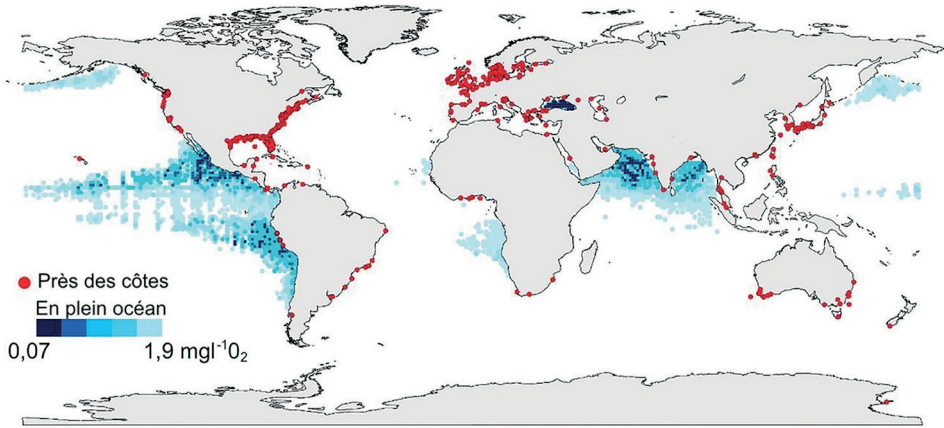 Près des côtes
En plein océan
0,07 1,9 mgl⁻¹0₂